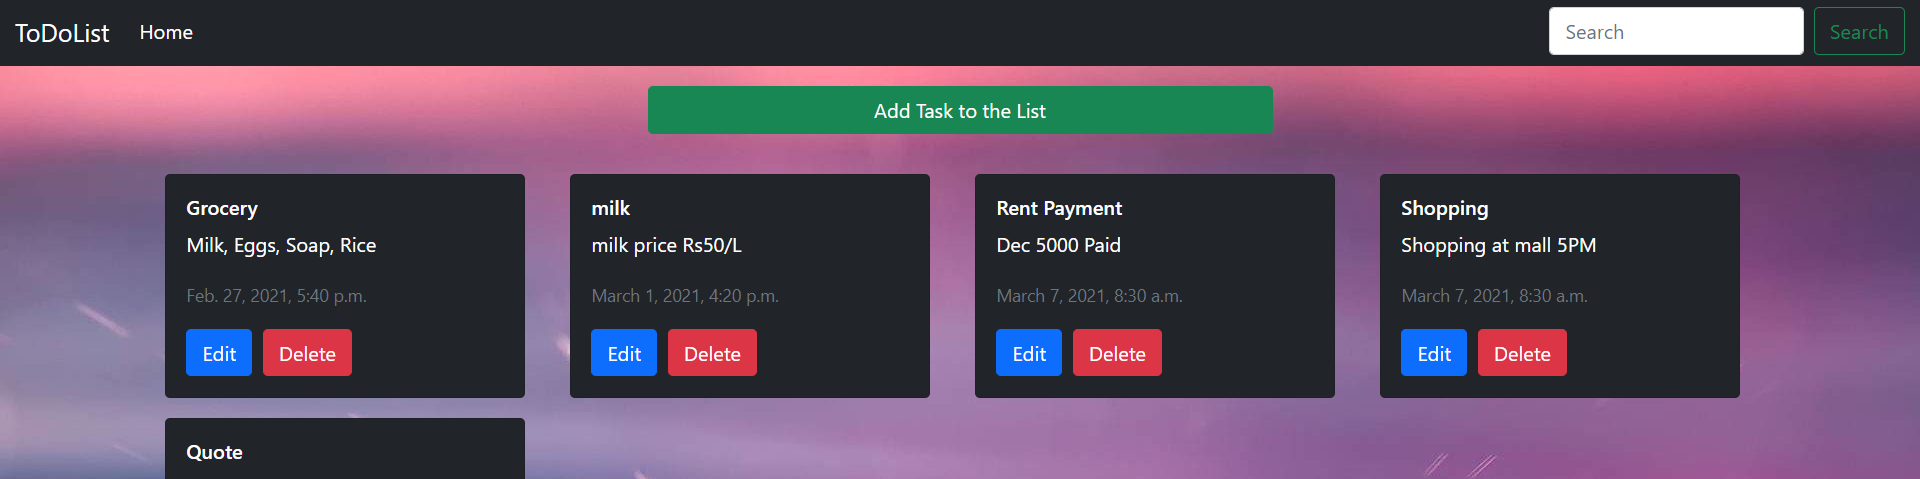 ToDoList Home Search Search
Add Task to the List
Grocery
Milk, Eggs, Soap, Rice
Feb. 27, 2021, 5:40 p.m.
Edit Delete
milk
milk price Rs50/L
March 1, 2021, 4:20 p.m.
Edit Delete
Rent Payment
Dec 5000 Paid
March 7, 2021, 8:30 a.m.
Edit Delete
Shopping
Shopping at mall 5PM
March 7, 2021, 8:30 a.m.
Edit Delete
Quote